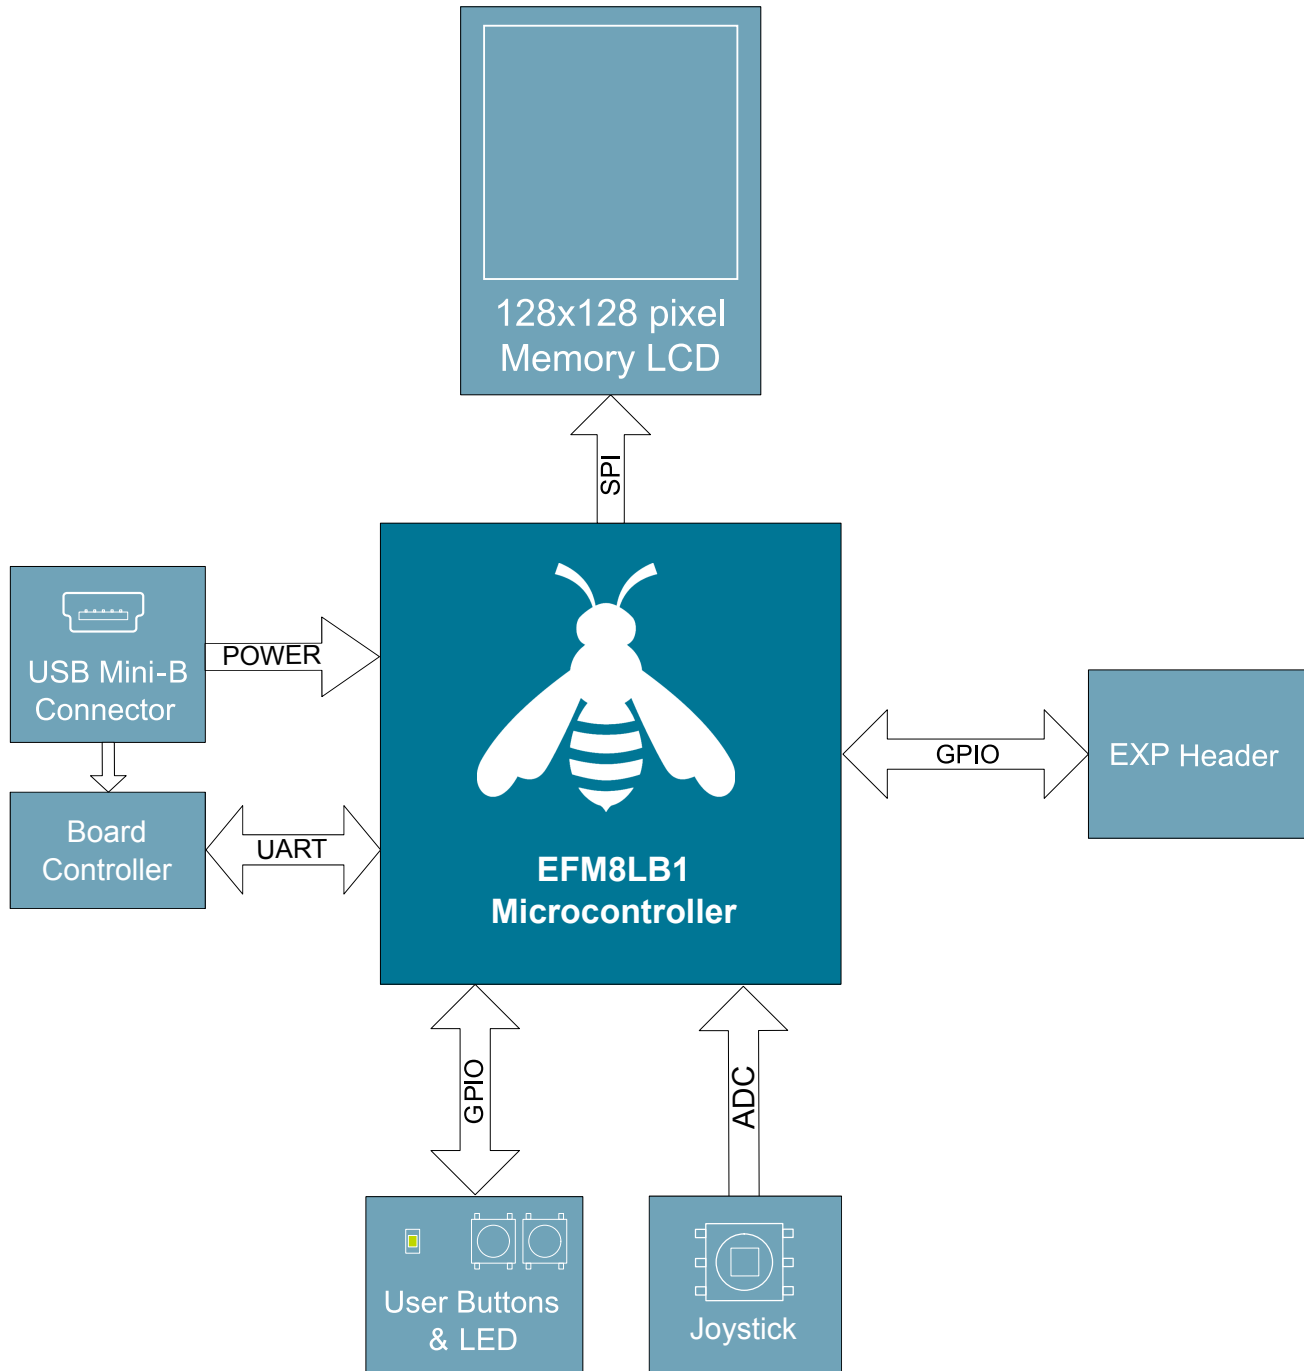 128x128 pixel
Memory LCD
SPI
USB Mini-B
Connector
POWER
Board
Controller
UART
EFM8LB1
Microcontroller
GPIO
EXP Header
GPIO
ADC
User Buttons
& LED
Joystick